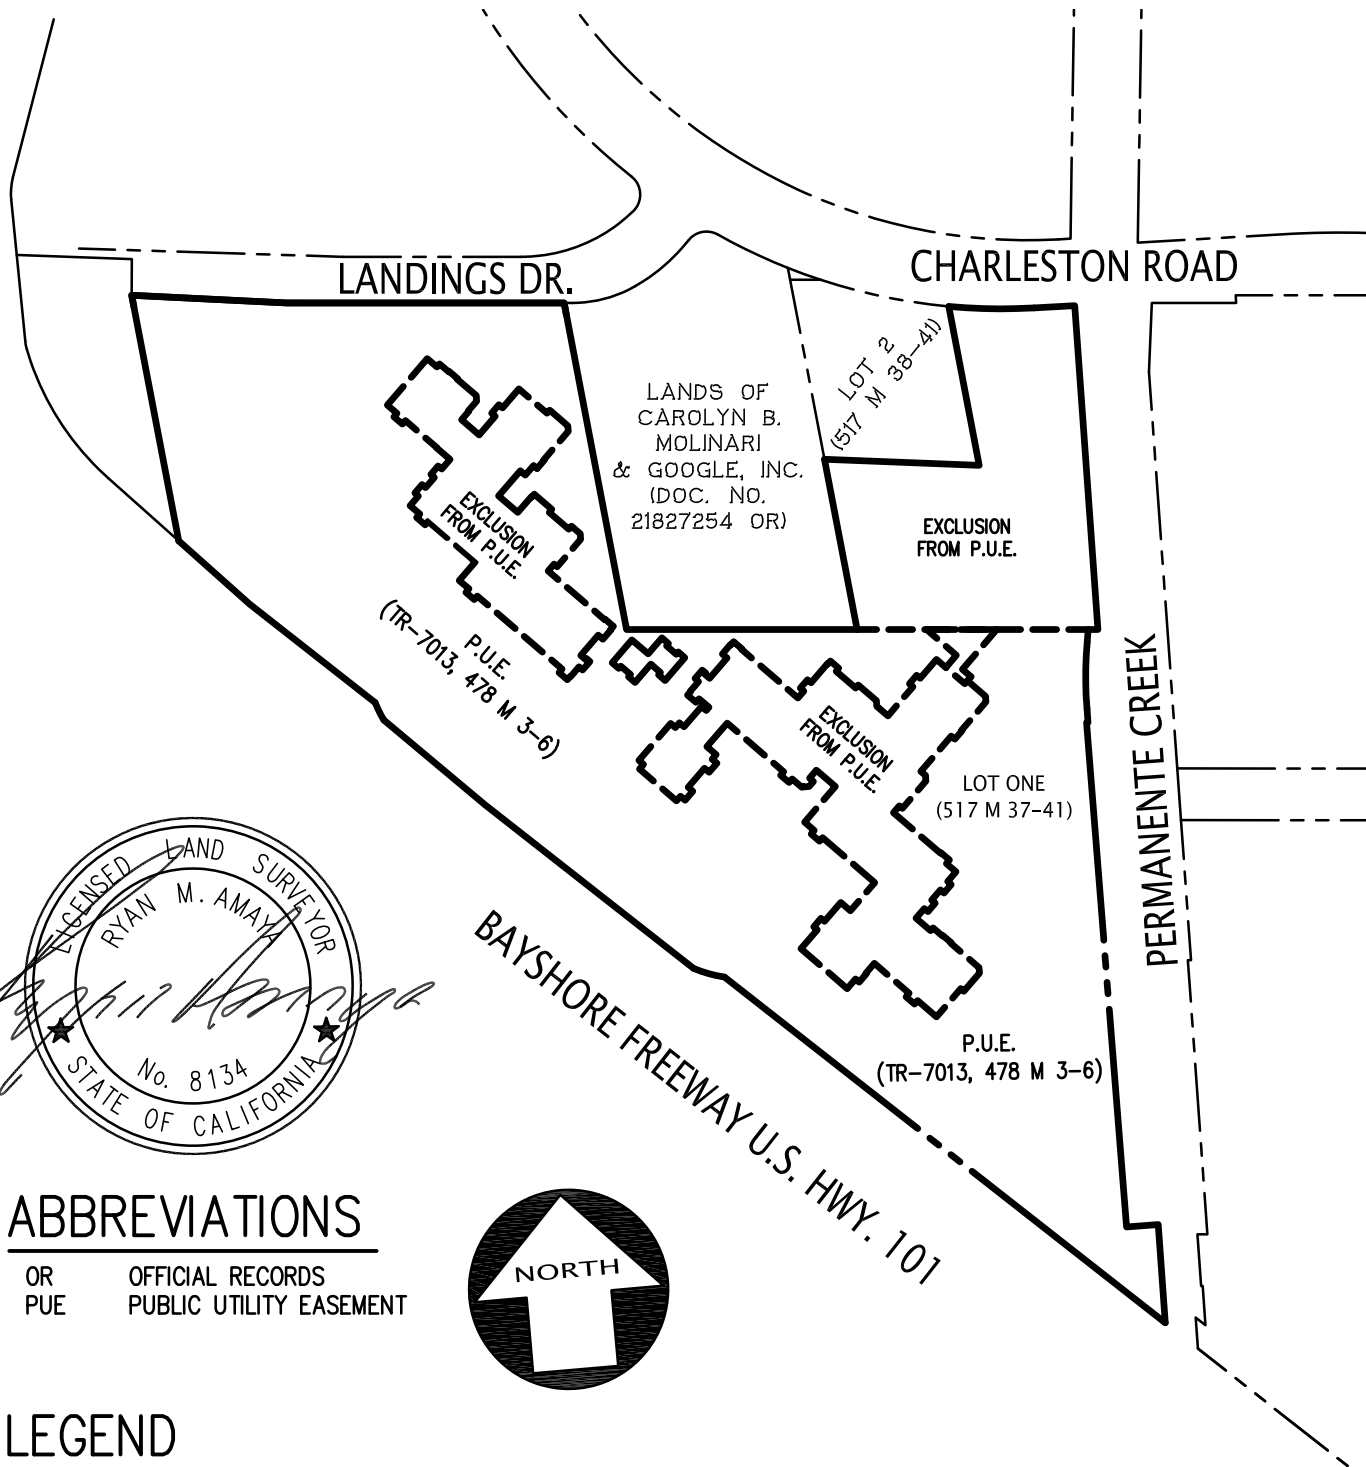 LANDINGS DR.
CHARLESTON ROAD
LOT 2
(517 M 38-41)
LANDS OF
CAROLYN B.
MOLINARI
& GOOGLE, INC.
(DOC. NO.
21827254 OR)
EXCLUSION
FROM P.U.E.
EXCLUSION
FROM P.U.E.
P.U.E.
(TR-7013, 478 M 3-6)
EXCLUSION
FROM P.U.E.
LOT ONE
(517 M 37-41)
PERMANENTE CREEK
BAYSHORE FREEWAY U.S. HWY. 101
P.U.E.
(TR-7013, 478 M 3-6)
LICENSED LAND SURVEYOR
RYAN M. AMAYA
No. 8134
STATE OF CALIFORNIA
ABBREVIATIONS
OR OFFICIAL RECORDS
PUE PUBLIC UTILITY EASEMENT
NORTH
LEGEND